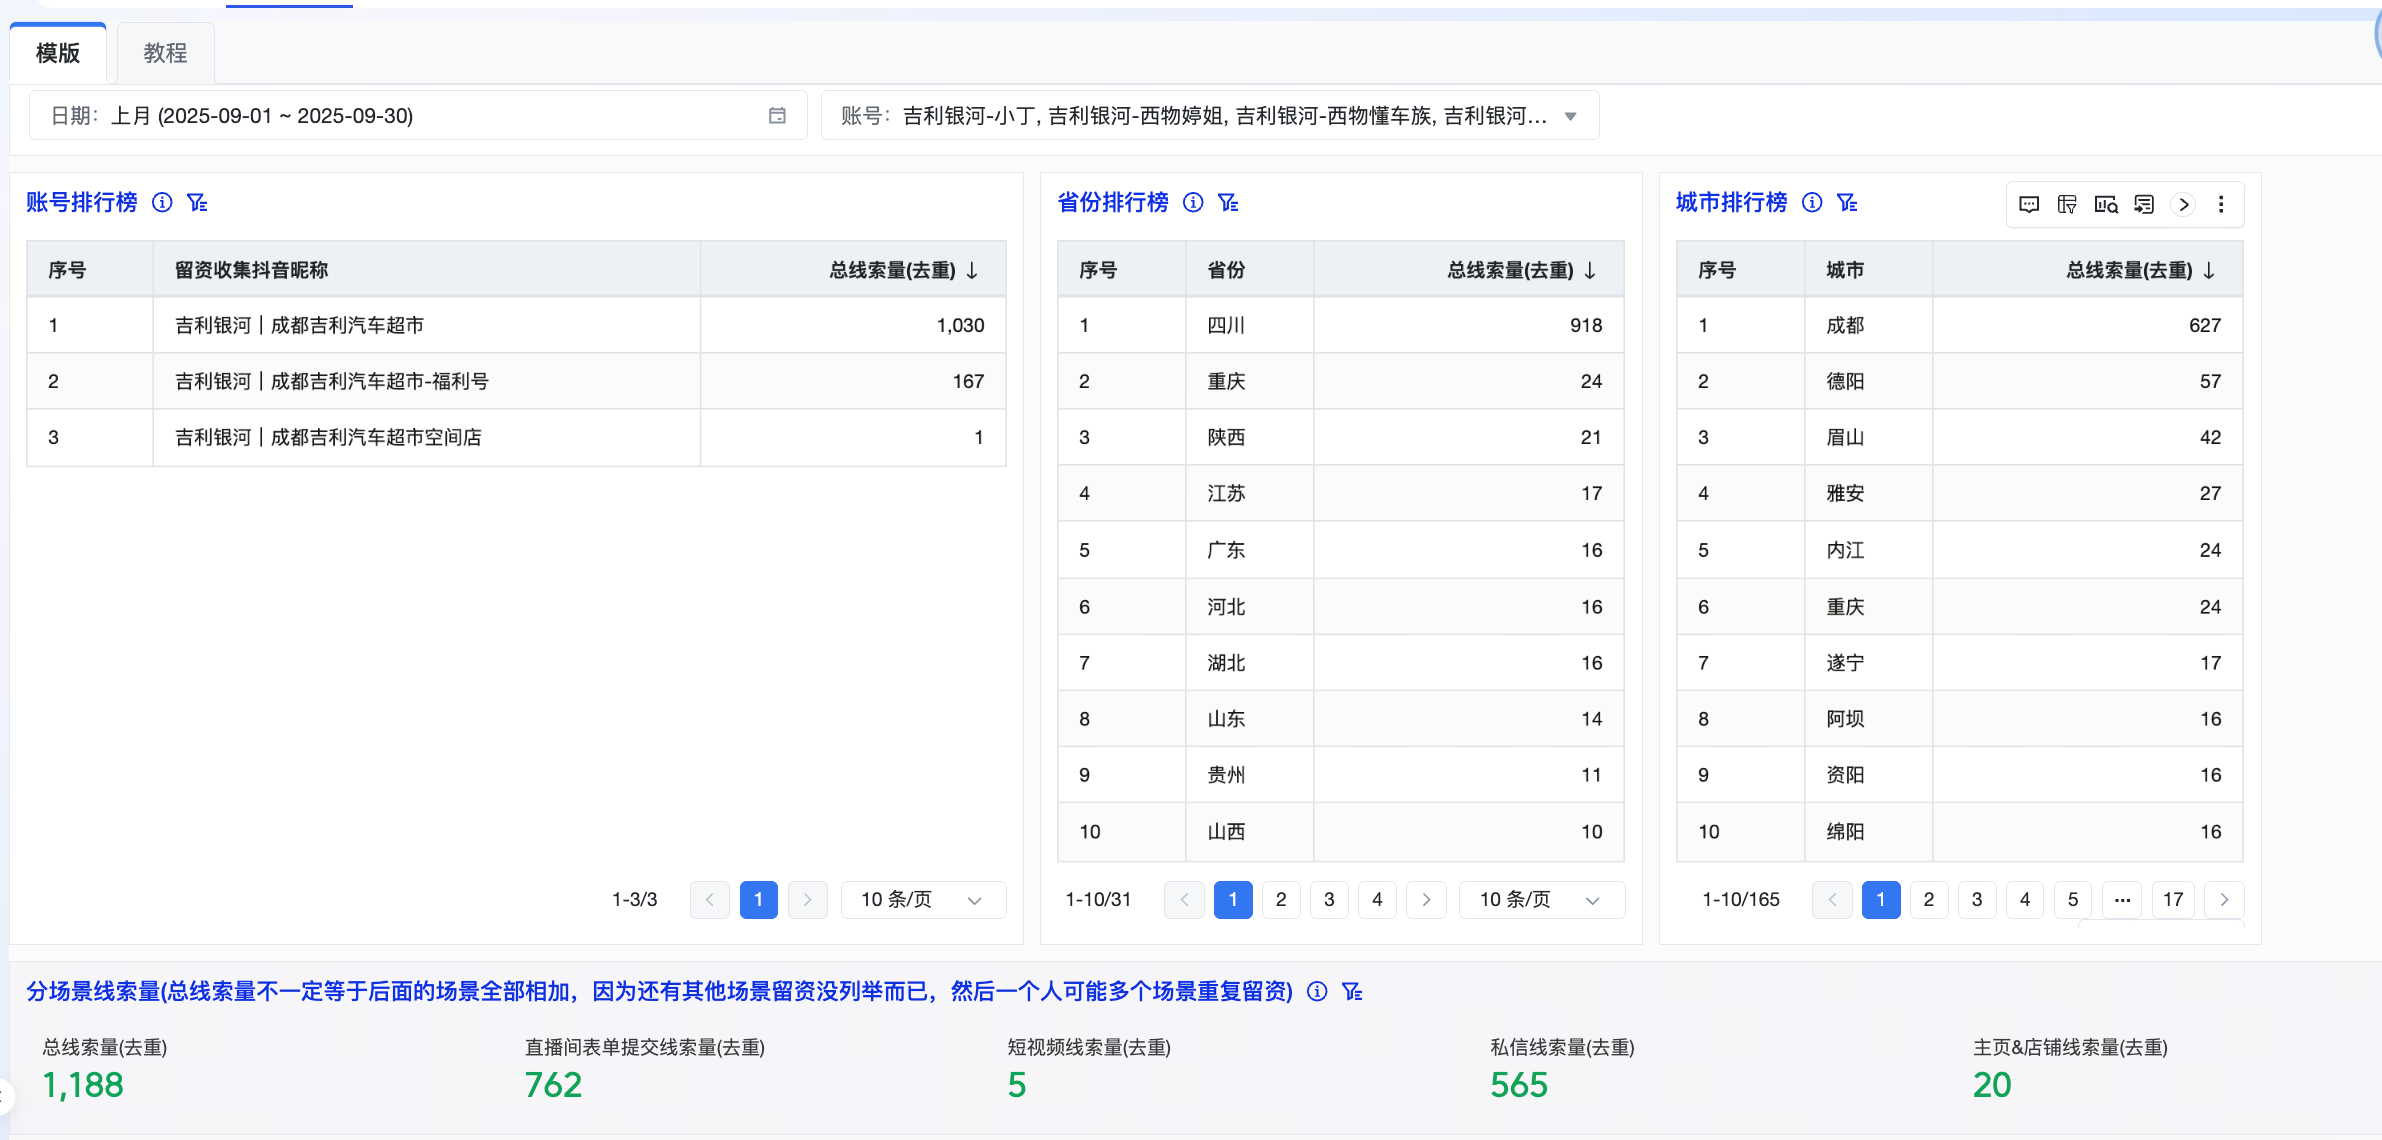 模版
教程
日期: 上月 (2025-09-01 ~ 2025-09-30)
账号: 吉利银河-小丁, 吉利银河-西物婷姐, 吉利银河-西物懂车族, 吉利银河...
账号排行榜
序号 留资收集抖音昵称 总线索量(去重) ↓
1 吉利银河｜成都吉利汽车超市 1,030
2 吉利银河｜成都吉利汽车超市-福利号 167
3 吉利银河｜成都吉利汽车超市空间店 1
1-3/3 1 10 条/页
省份排行榜
序号 省份 总线索量(去重) ↓
1 四川 918
2 重庆 24
3 陕西 21
4 江苏 17
5 广东 16
6 河北 16
7 湖北 16
8 山东 14
9 贵州 11
10 山西 10
1-10/31 1 2 3 4 10 条/页
城市排行榜
序号 城市 总线索量(去重) ↓
1 成都 627
2 德阳 57
3 眉山 42
4 雅安 27
5 内江 24
6 重庆 24
7 遂宁 17
8 阿坝 16
9 资阳 16
10 绵阳 16
1-10/165 1 2 3 4 5 ... 17
分场景线索量(总线索量不一定等于后面的场景全部相加，因为还有其他场景留资没列举而已，然后一个人可能多个场景重复留资)
总线索量(去重)
1,188
直播间表单提交线索量(去重)
762
短视频线索量(去重)
5
私信线索量(去重)
565
主页&店铺线索量(去重)
20